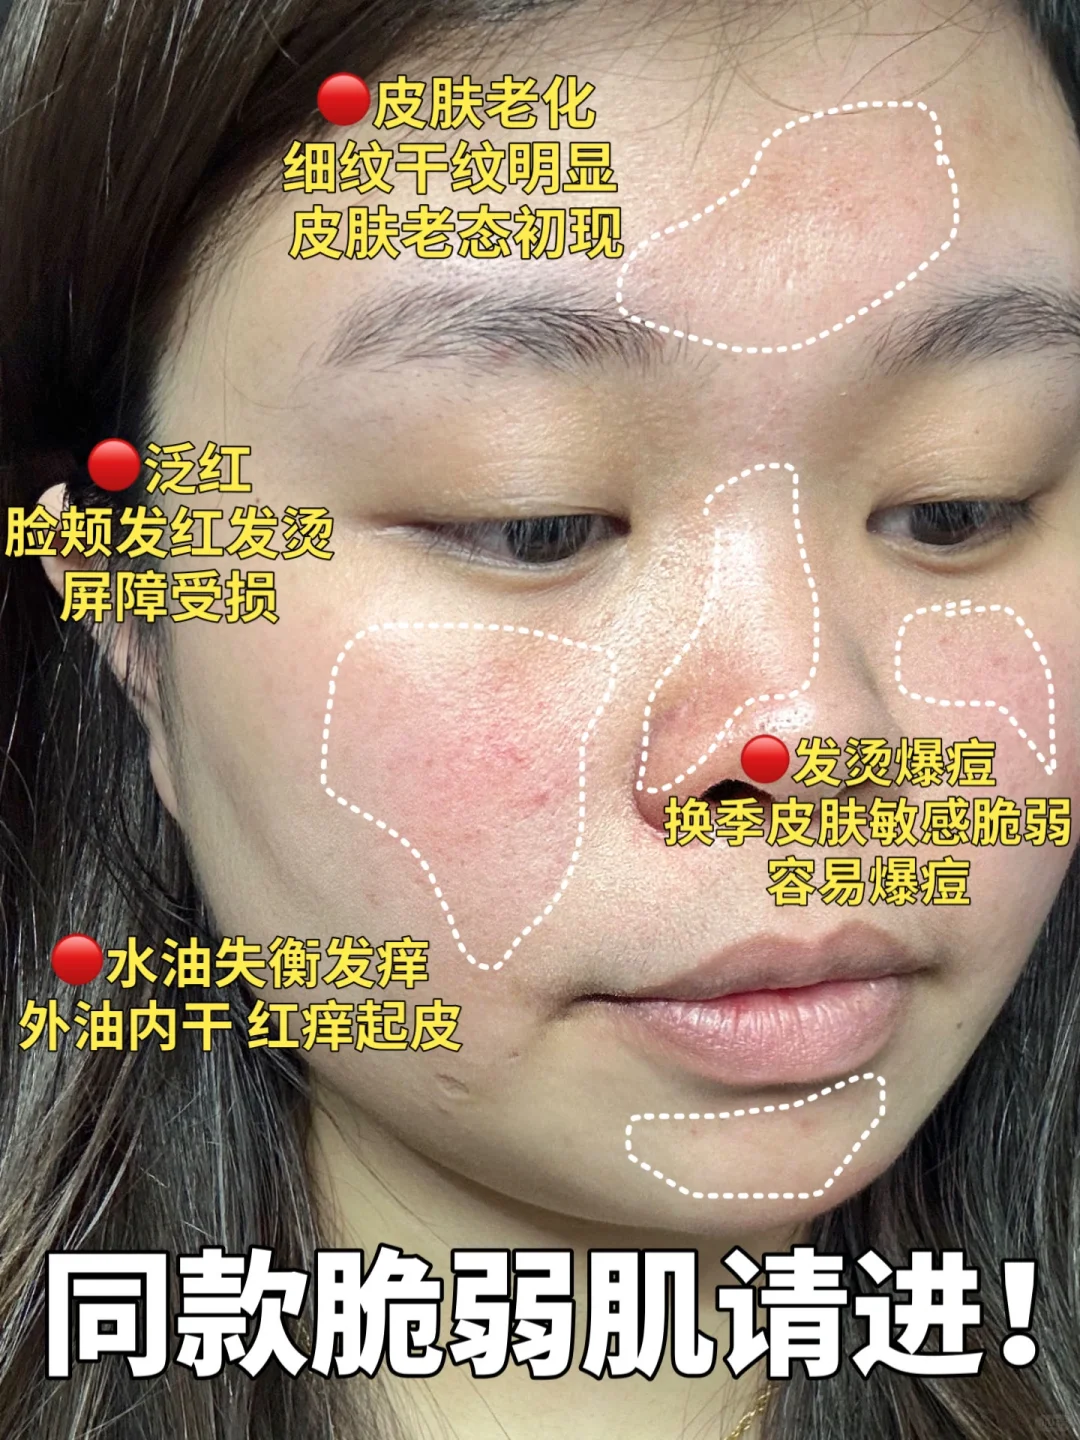 皮肤老化
细纹干纹明显
皮肤老态初现
泛红
脸颊发红发烫
屏障受损
发烫爆痘
换季皮肤敏感脆弱
容易爆痘
水油失衡发痒
外油内干 红痒起皮
同款脆弱肌请进!